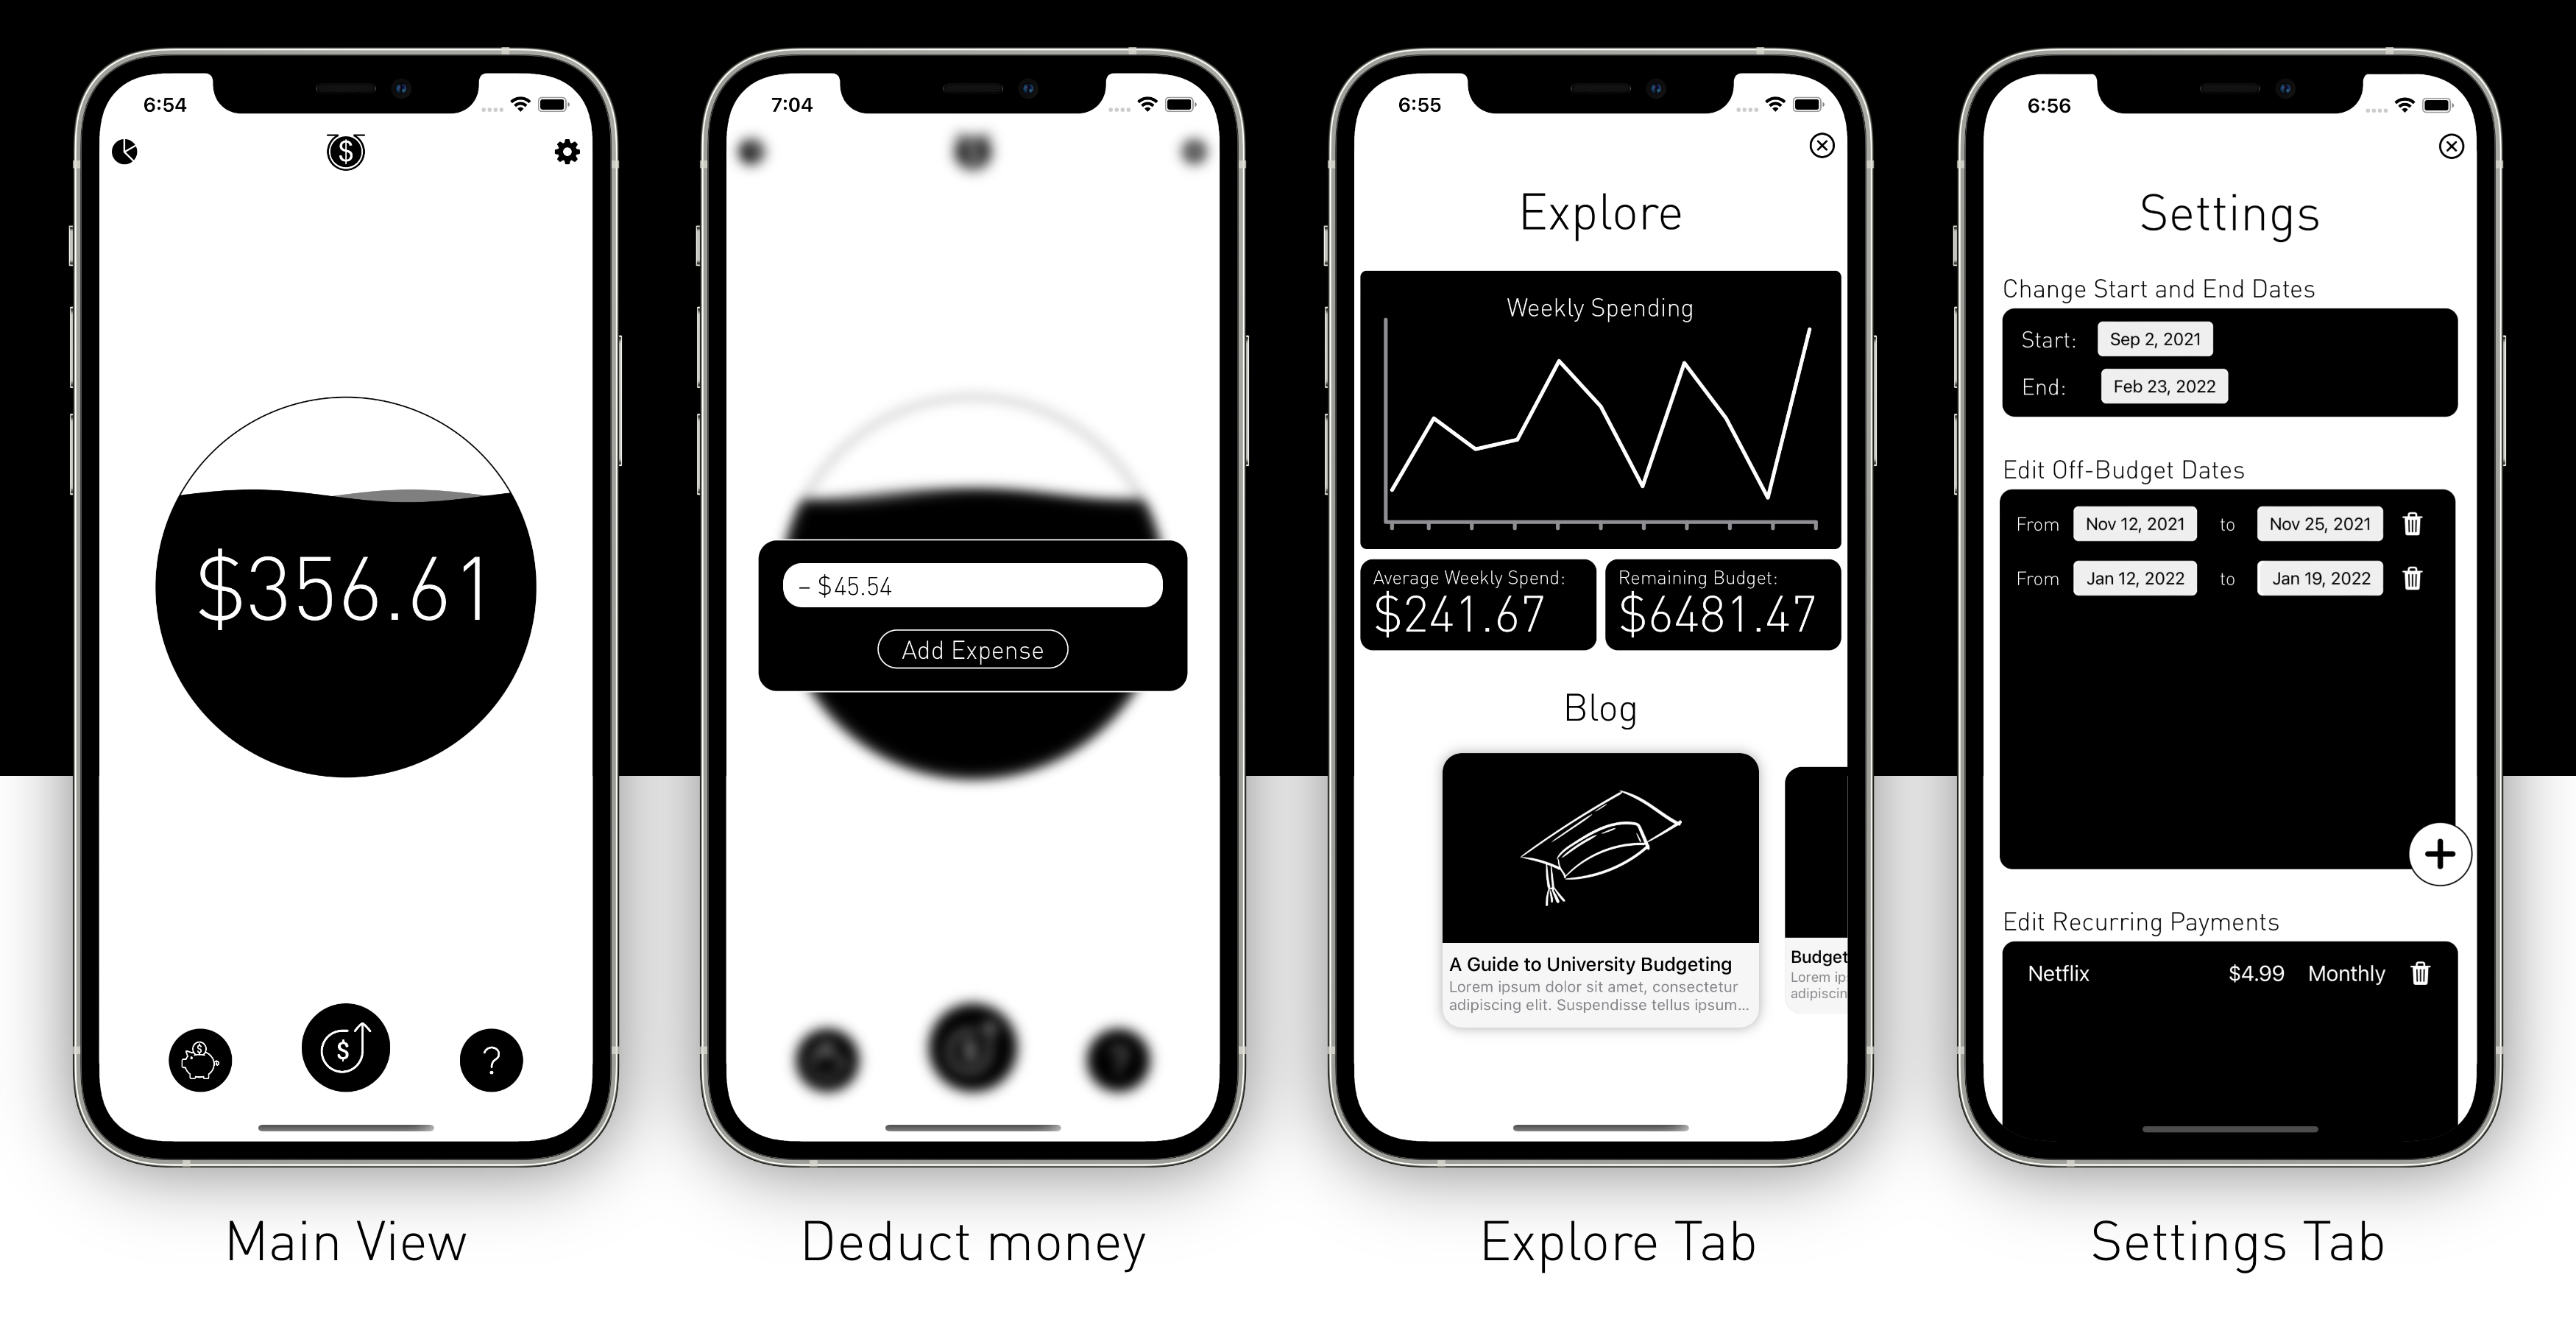 6:54
$
$356.61
$
$
?
Main View
7:04
– $45.54
Add Expense
Deduct money
6:55
Explore
Weekly Spending
Average Weekly Spend:
$241.67
Remaining Budget:
$6481.47
Blog
A Guide to University Budgeting
Lorem ipsum dolor sit amet, consectetur
adipiscing elit. Suspendisse tellus ipsum...
Budget
Lorem ip
adipiscin
Explore Tab
6:56
Settings
Change Start and End Dates
Start: Sep 2, 2021
End: Feb 23, 2022
Edit Off-Budget Dates
From Nov 12, 2021 to Nov 25, 2021
From Jan 12, 2022 to Jan 19, 2022
Edit Recurring Payments
Netflix $4.99 Monthly
Settings Tab